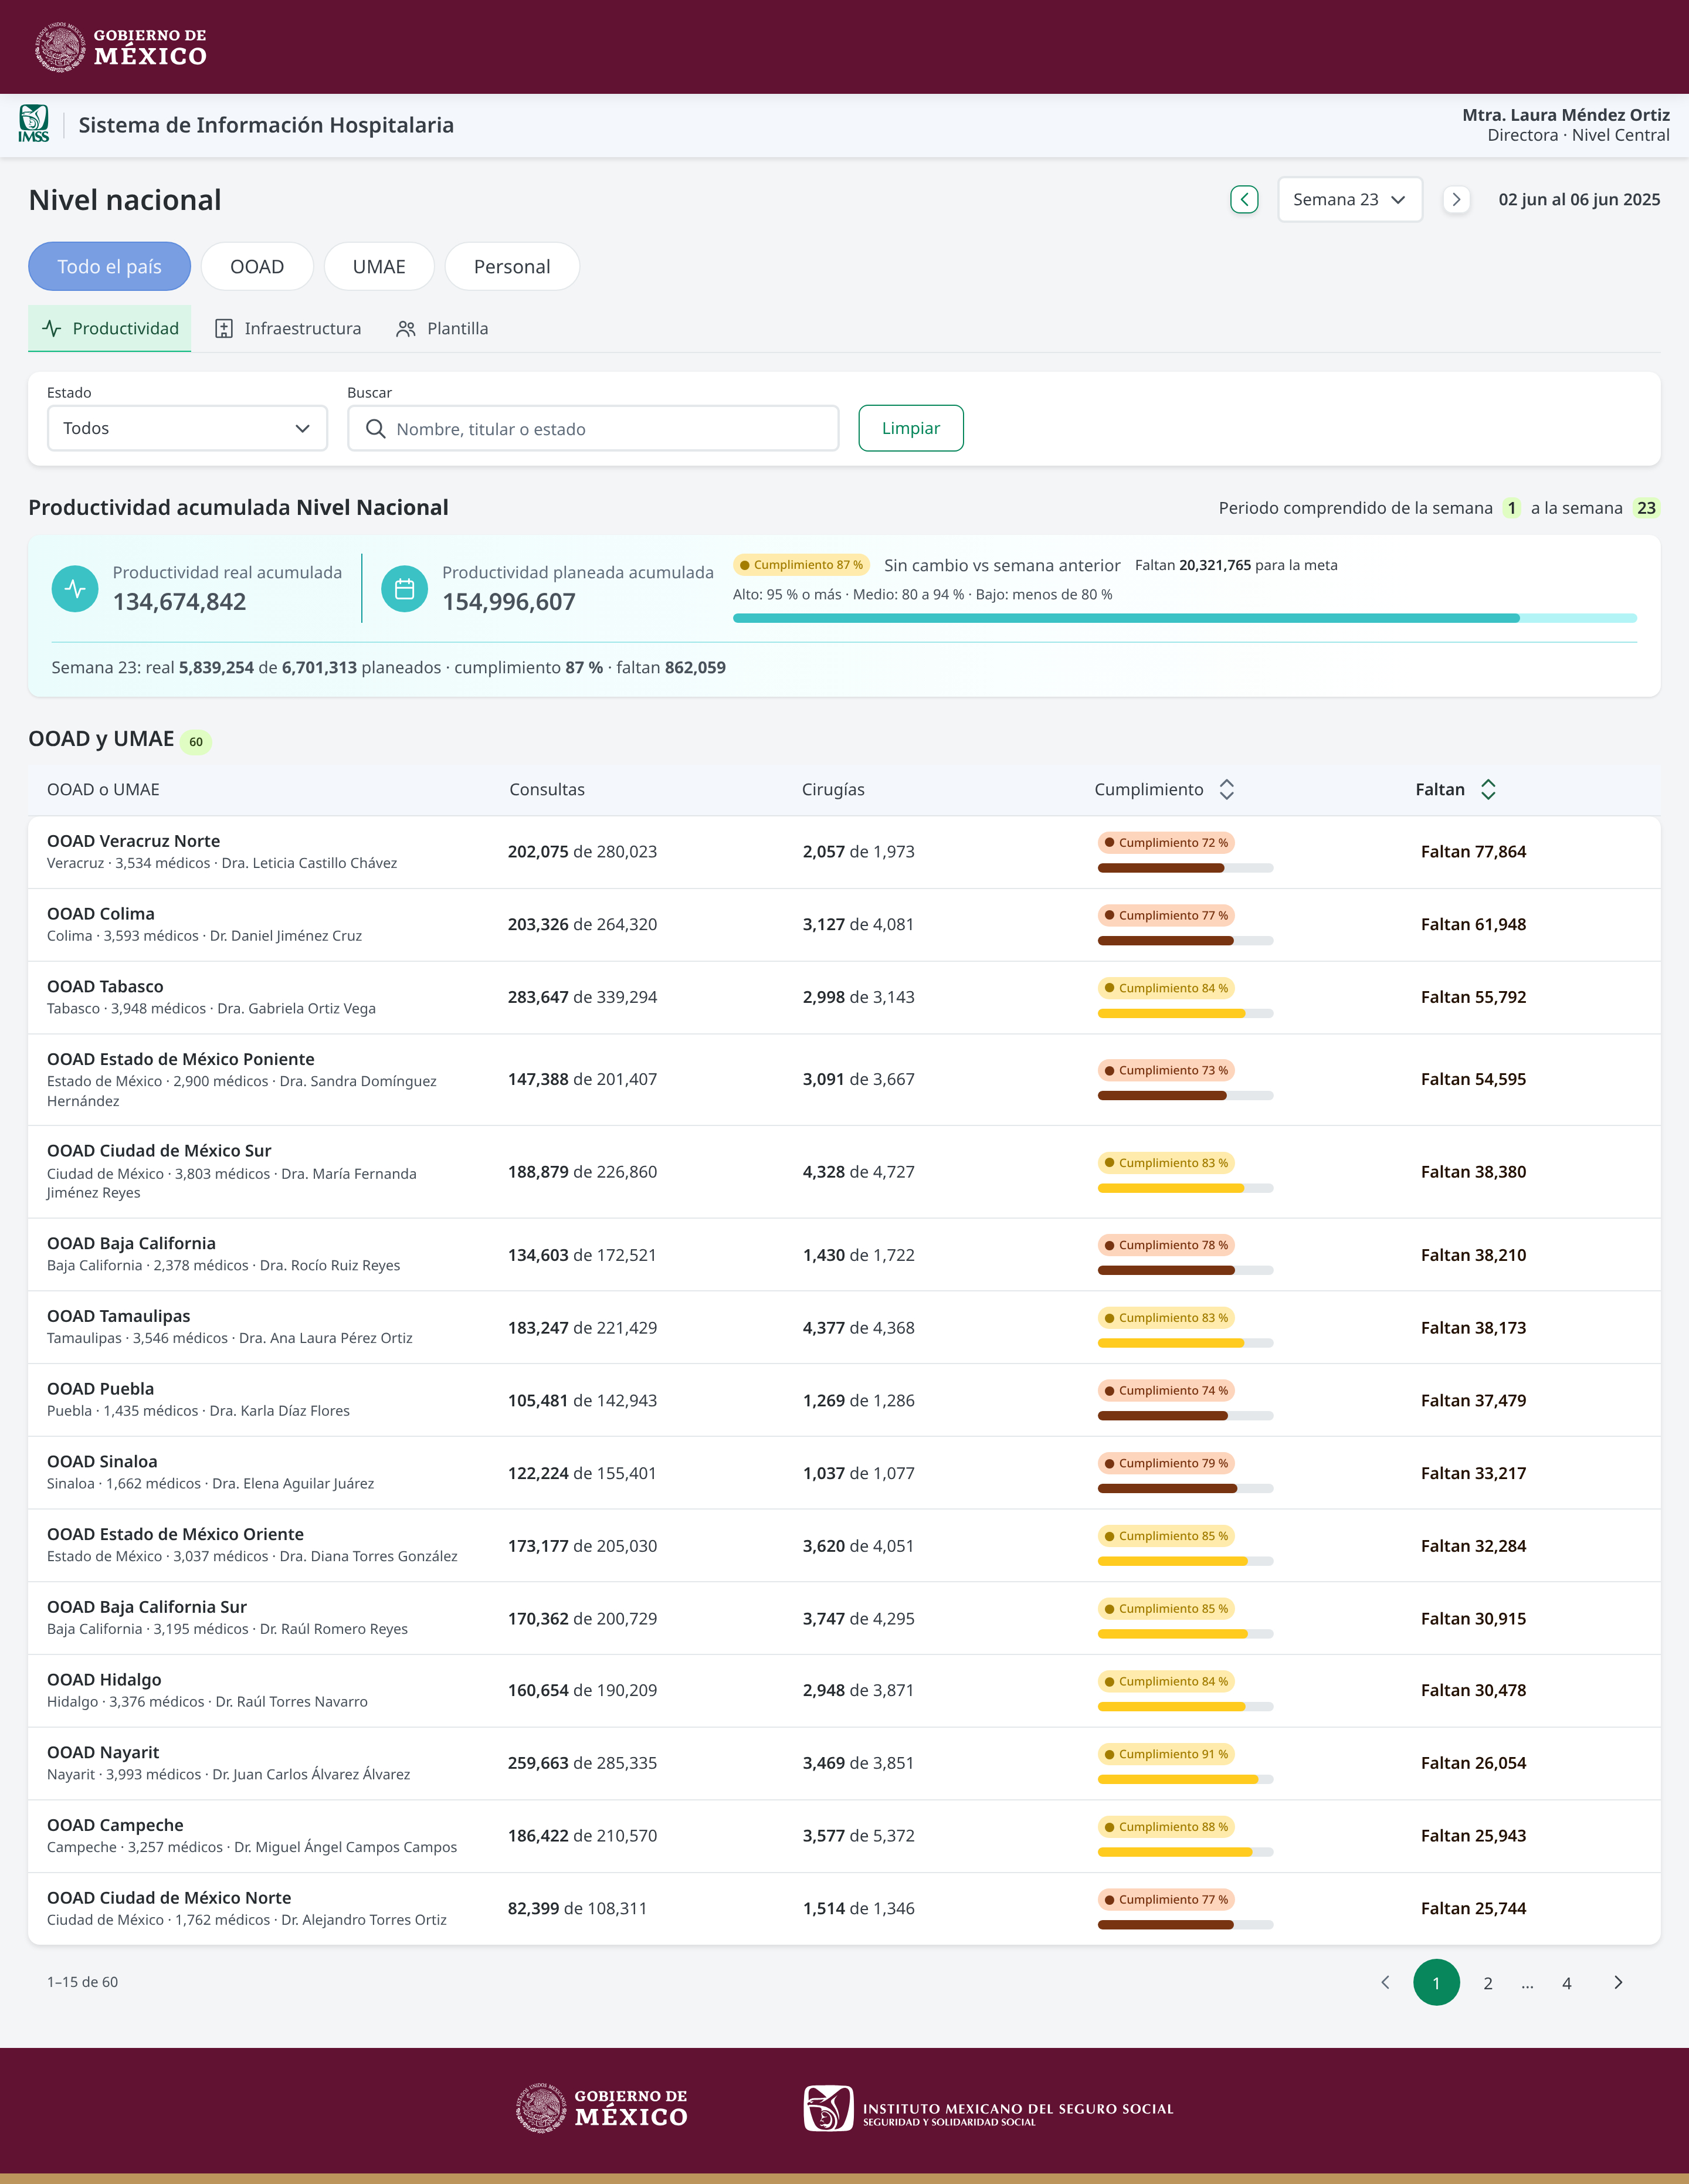 GOBIERNO DE
MÉXICO
IMSS
Sistema de Información Hospitalaria
Mtra. Laura Méndez Ortiz
Directora · Nivel Central
Nivel nacional
Semana 23
02 jun al 06 jun 2025
Todo el país
OOAD
UMAE
Personal
Productividad
Infraestructura
Plantilla
Estado
Buscar
Todos
Nombre, titular o estado
Limpiar
Productividad acumulada Nivel Nacional
Periodo comprendido de la semana 1 a la semana 23
Productividad real acumulada
134,674,842
Productividad planeada acumulada
154,996,607
Cumplimiento 87 %
Sin cambio vs semana anterior
Faltan 20,321,765 para la meta
Alto: 95 % o más · Medio: 80 a 94 % · Bajo: menos de 80 %
Semana 23: real 5,839,254 de 6,701,313 planeados · cumplimiento 87 % · faltan 862,059
OOAD y UMAE 60
OOAD o UMAE
Consultas
Cirugías
Cumplimiento
Faltan
OOAD Veracruz Norte
Veracruz · 3,534 médicos · Dra. Leticia Castillo Chávez
202,075 de 280,023
2,057 de 1,973
Cumplimiento 72 %
Faltan 77,864
OOAD Colima
Colima · 3,593 médicos · Dr. Daniel Jiménez Cruz
203,326 de 264,320
3,127 de 4,081
Cumplimiento 77 %
Faltan 61,948
OOAD Tabasco
Tabasco · 3,948 médicos · Dra. Gabriela Ortiz Vega
283,647 de 339,294
2,998 de 3,143
Cumplimiento 84 %
Faltan 55,792
OOAD Estado de México Poniente
Estado de México · 2,900 médicos · Dra. Sandra Domínguez
Hernández
147,388 de 201,407
3,091 de 3,667
Cumplimiento 73 %
Faltan 54,595
OOAD Ciudad de México Sur
Ciudad de México · 3,803 médicos · Dra. María Fernanda
Jiménez Reyes
188,879 de 226,860
4,328 de 4,727
Cumplimiento 83 %
Faltan 38,380
OOAD Baja California
Baja California · 2,378 médicos · Dra. Rocío Ruiz Reyes
134,603 de 172,521
1,430 de 1,722
Cumplimiento 78 %
Faltan 38,210
OOAD Tamaulipas
Tamaulipas · 3,546 médicos · Dra. Ana Laura Pérez Ortiz
183,247 de 221,429
4,377 de 4,368
Cumplimiento 83 %
Faltan 38,173
OOAD Puebla
Puebla · 1,435 médicos · Dra. Karla Díaz Flores
105,481 de 142,943
1,269 de 1,286
Cumplimiento 74 %
Faltan 37,479
OOAD Sinaloa
Sinaloa · 1,662 médicos · Dra. Elena Aguilar Juárez
122,224 de 155,401
1,037 de 1,077
Cumplimiento 79 %
Faltan 33,217
OOAD Estado de México Oriente
Estado de México · 3,037 médicos · Dra. Diana Torres González
173,177 de 205,030
3,620 de 4,051
Cumplimiento 85 %
Faltan 32,284
OOAD Baja California Sur
Baja California · 3,195 médicos · Dr. Raúl Romero Reyes
170,362 de 200,729
3,747 de 4,295
Cumplimiento 85 %
Faltan 30,915
OOAD Hidalgo
Hidalgo · 3,376 médicos · Dr. Raúl Torres Navarro
160,654 de 190,209
2,948 de 3,871
Cumplimiento 84 %
Faltan 30,478
OOAD Nayarit
Nayarit · 3,993 médicos · Dr. Juan Carlos Álvarez Álvarez
259,663 de 285,335
3,469 de 3,851
Cumplimiento 91 %
Faltan 26,054
OOAD Campeche
Campeche · 3,257 médicos · Dr. Miguel Ángel Campos Campos
186,422 de 210,570
3,577 de 5,372
Cumplimiento 88 %
Faltan 25,943
OOAD Ciudad de México Norte
Ciudad de México · 1,762 médicos · Dr. Alejandro Torres Ortiz
82,399 de 108,311
1,514 de 1,346
Cumplimiento 77 %
Faltan 25,744
1–15 de 60
1 2 ... 4
GOBIERNO DE
MÉXICO
INSTITUTO MEXICANO DEL SEGURO SOCIAL
SEGURIDAD Y SOLIDARIDAD SOCIAL